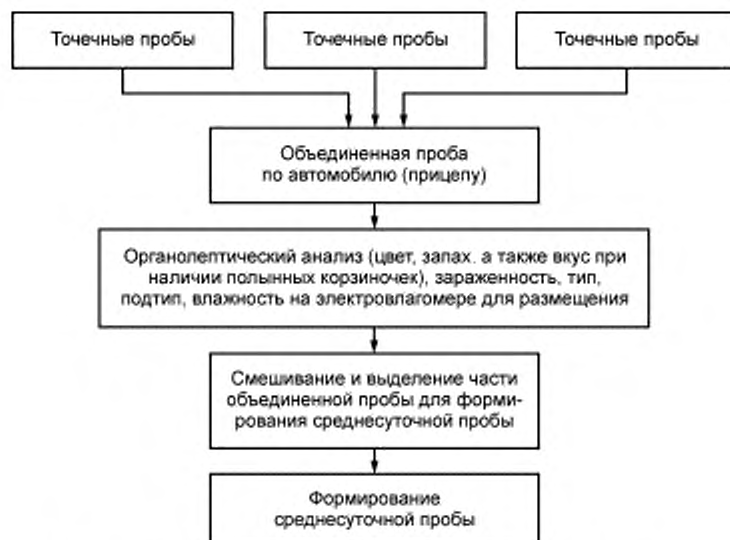 Точечные пробы
Точечные пробы
Точечные пробы
Объединенная проба
по автомобилю (прицепу)
Органолептический анализ (цвет, запах. а также вкус при
наличии полынных корзиночек), зараженность, тип,
подтип, влажность на электровлагомере для размещения
Смешивание и выделение части
объединенной пробы для форми-
рования среднесуточной пробы
Формирование
среднесуточной пробы